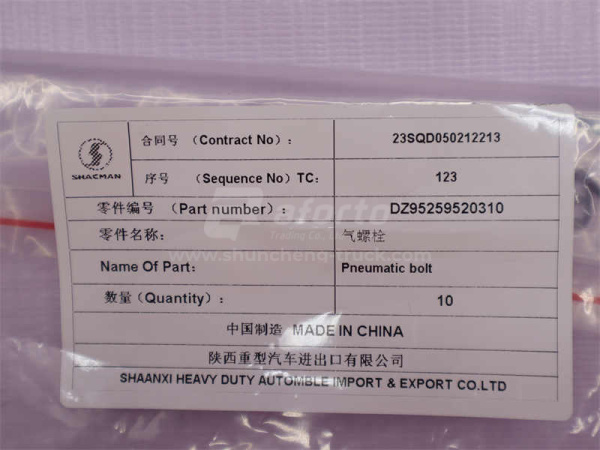 合同号 （Contract No）： 23SQD050212213
SHACMAN
序号 （Sequence No）TC： 123
零件编号 （Part number）： DZ95259520310
零件名称： 气螺栓
www.shuncheng-truck.com
Name Of Part： Pneumatic bolt
数量（Quantity）： 10
中国制造 MADE IN CHINA
陕西重型汽车进出口有限公司
SHAANXI HEAVY DUTY AUTOMBLE IMPORT & EXPORT CO.LTD